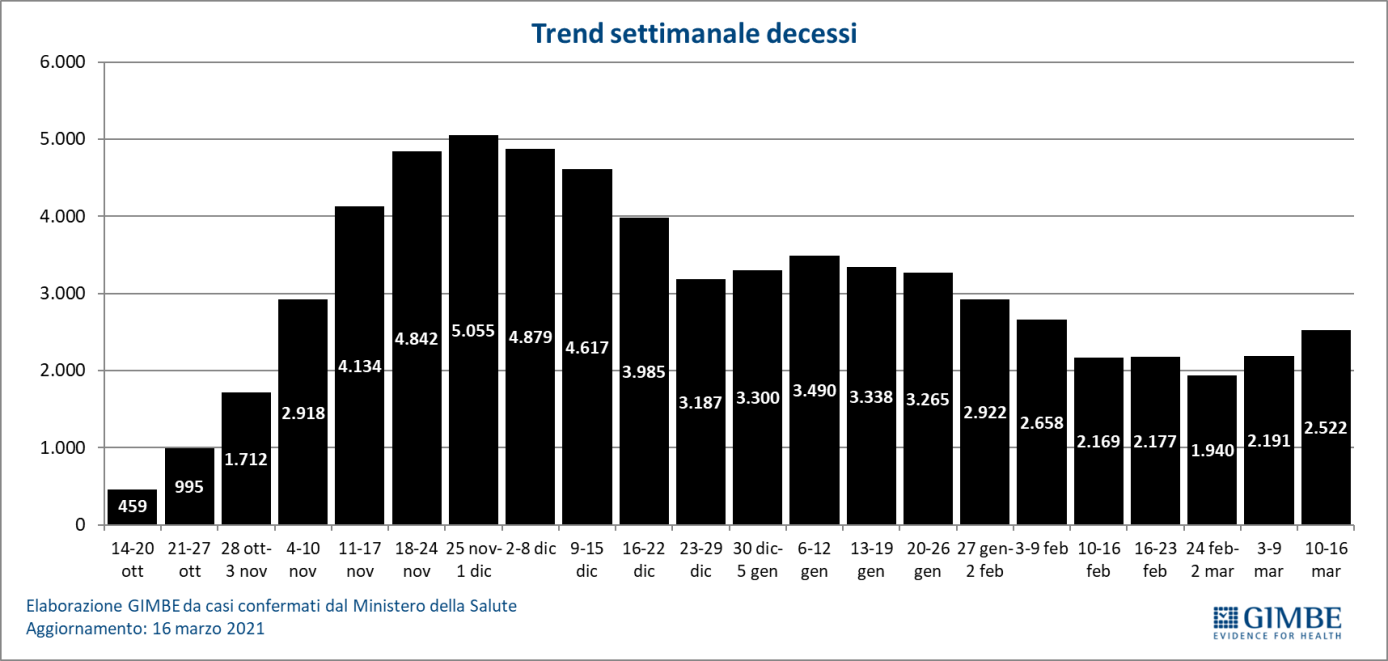 Trend settimanale decessi
6.000
5.000
4.000
3.000
2.000
1.000
0
459
995
1.712
2.918
4.134
4.842
5.055
4.879
4.617
3.985
3.187
3.300
3.490
3.338
3.265
2.922
2.658
2.169
2.177
1.940
2.191
2.522
14-20 ott
21-27 ott
28 ott- 3 nov
4-10 nov
11-17 nov
18-24 nov
25 nov- 1 dic
2-8 dic
9-15 dic
16-22 dic
23-29 dic
30 dic- 5 gen
6-12 gen
13-19 gen
20-26 gen
27 gen- 2 feb
3-9 feb
10-16 feb
16-23 feb
24 feb- 2 mar
3-9 mar
10-16 mar
Elaborazione GIMBE da casi confermati dal Ministero della Salute
Aggiornamento: 16 marzo 2021
GIMBE
EVIDENCE FOR HEALTH